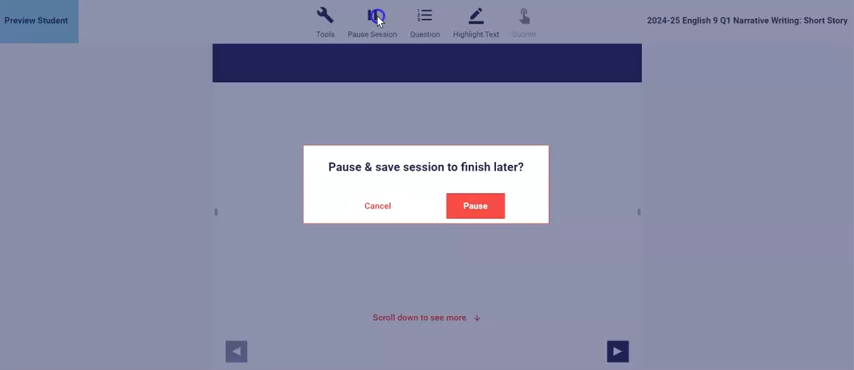 Preview Student
Tools
Pause Session
Question
Highlight Text
Submit
2024-25 English 9 Q1 Narrative Writing: Short Story
Pause & save session to finish later?
Cancel
Pause
Scroll down to see more